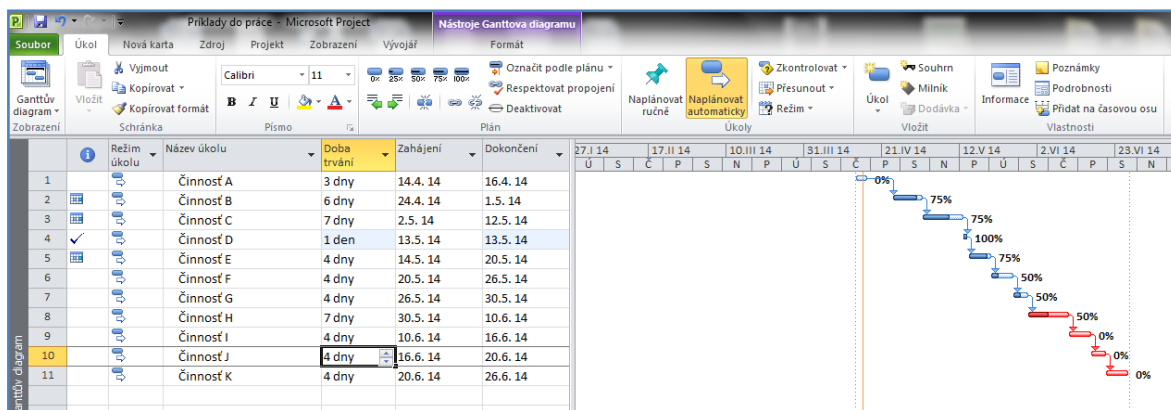 Príklady do práce - Microsoft Project Nástroje Ganttova diagramu
Soubor Úkol Nová karta Zdroj Projekt Zobrazení Vývojář Formát
Ganttův diagram Vložit Vyjmout Kopírovat Kopírovat formát
Calibri 11 B I U A
0× 25× 50× 75× 100×
Označit podle plánu Respektovat propojení Deaktivovat
Naplánovat ručně Naplánovat automaticky Zkontrolovat Přesunout Režim
Úkol Souhrn Milník Dodávka
Informace Poznámky Podrobnosti Přidat na časovou osu
Zobrazení Schránka Písmo Plán Úkoly Vložit Vlastnosti
Režim úkolu Název úkolu Doba trvání Zahájení Dokončení
27.I 14 17.II 14 10.III 14 31.III 14 21.IV 14 12.V 14 2.VI 14 23.VI 14
Ú S Č P S N P Ú S Č P S N P Ú S Č P S N
1 Činnosť A 3 dny 14.4. 14 16.4. 14 0%
2 Činnosť B 6 dny 24.4. 14 1.5. 14 75%
3 Činnosť C 7 dny 2.5. 14 12.5. 14 75%
4 Činnosť D 1 den 13.5. 14 13.5. 14 100%
5 Činnosť E 4 dny 14.5. 14 20.5. 14 75%
6 Činnosť F 4 dny 20.5. 14 26.5. 14 50%
7 Činnosť G 4 dny 26.5. 14 30.5. 14 50%
8 Činnosť H 7 dny 30.5. 14 10.6. 14 50%
9 Činnosť I 4 dny 10.6. 14 16.6. 14 0%
10 Činnosť J 4 dny 16.6. 14 20.6. 14 0%
11 Činnosť K 4 dny 20.6. 14 26.6. 14 0%
anttův diagram